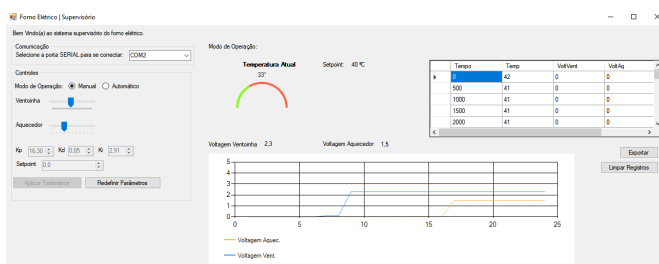 Forno Elétrico | Supervisório
Bem Vindo(a) ao sistema supervisório do forno elétrico.
Comunicação
Selecione a porta SERIAL para se conectar: COM2
Controles
Modo de Operação: Manual Automático
Ventoinha
Aquecedor
Kp 16,30 Kd 0,05 Ki 2,91
Setpoint 0,0
Aplicar Parâmetros Redefinir Parâmetros
Modo de Operação:
Temperatura Atual Setpoint: 40 ºC
33°
Tempo Temp VoltVent VoltAq
0 42 0 0
500 41 0 0
1000 41 0 0
1500 41 0 0
2000 41 0 0
Voltagem Ventoinha 2.3 Voltagem Aquecedor 1.5
Exportar
Limpar Registros
5
4
3
2
1
0
0 5 10 15 20 25
Voltagem Aquec.
Voltagem Vent.